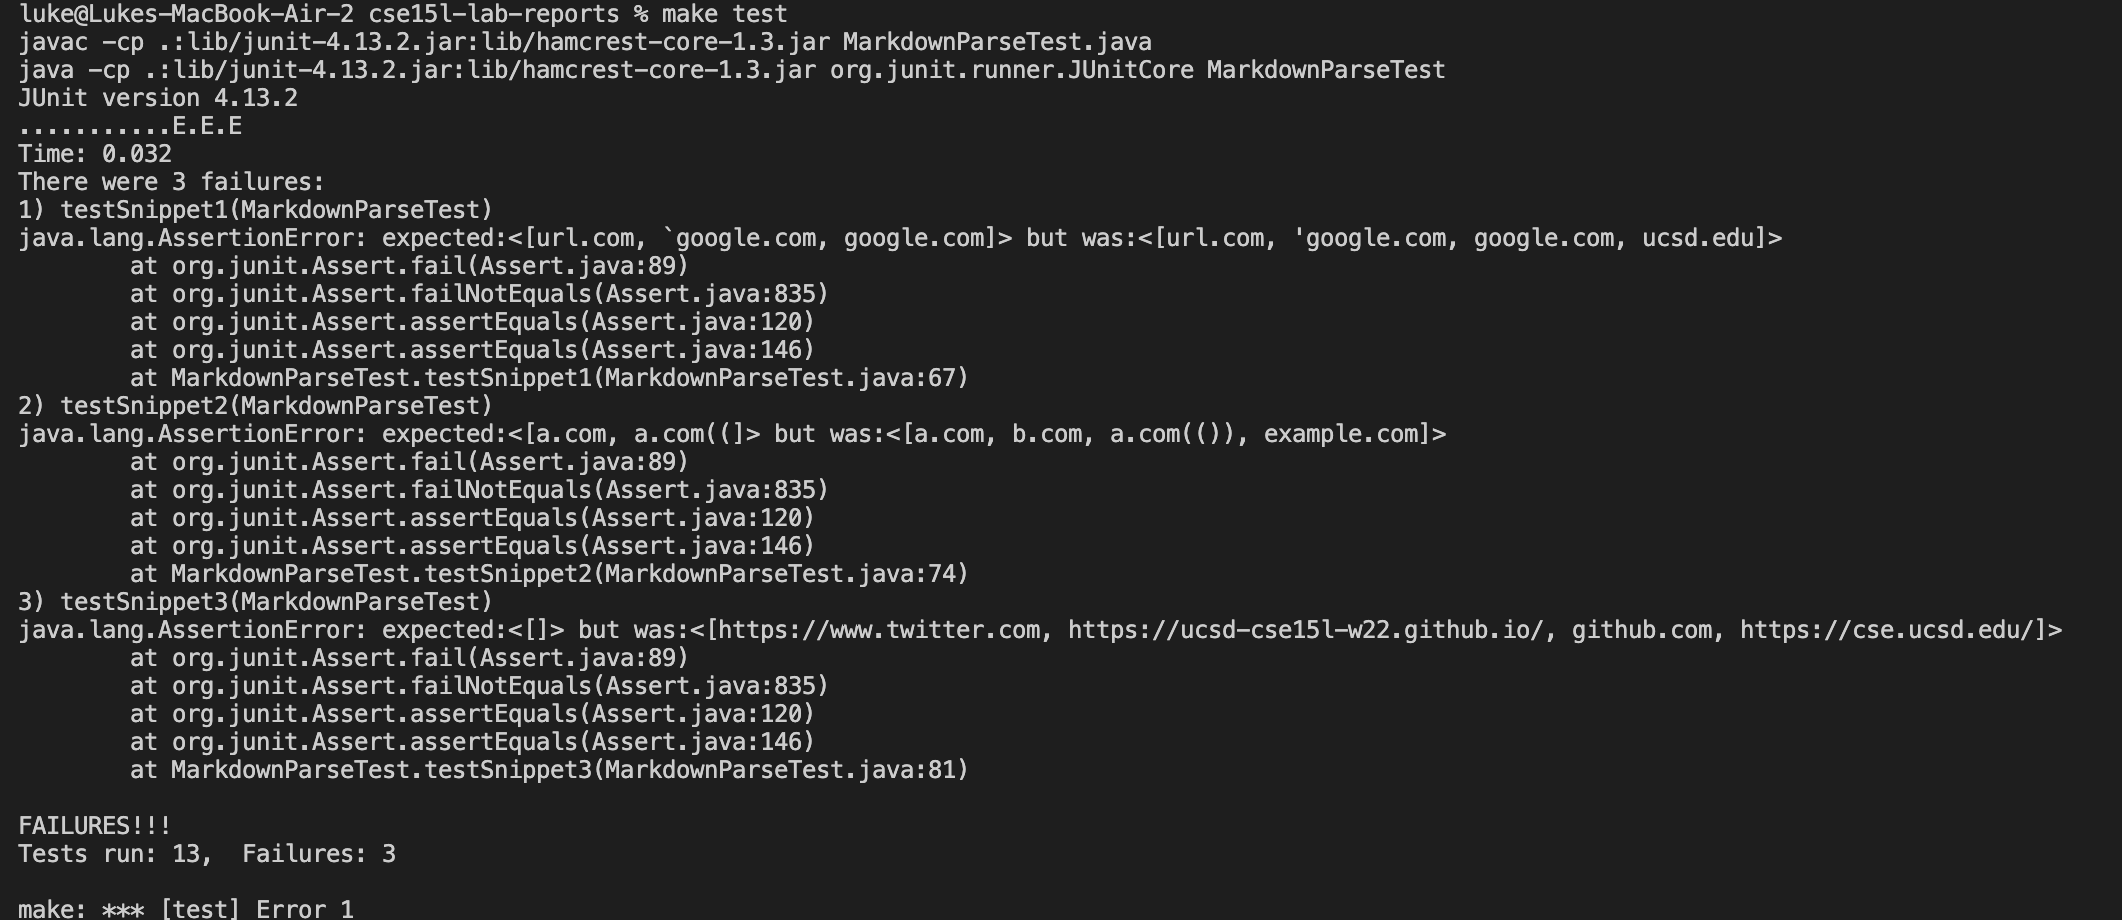 luke@Lukes-MacBook-Air-2 cse15l-lab-reports % make test
javac -cp .:lib/junit-4.13.2.jar:lib/hamcrest-core-1.3.jar MarkdownParseTest.java
java -cp .:lib/junit-4.13.2.jar:lib/hamcrest-core-1.3.jar org.junit.runner.JUnitCore MarkdownParseTest
JUnit version 4.13.2
...........E.E.E
Time: 0.032
There were 3 failures:
1) testSnippet1(MarkdownParseTest)
java.lang.AssertionError: expected:<[url.com, `google.com, google.com]> but was:<[url.com, 'google.com, google.com, ucsd.edu]>
        at org.junit.Assert.fail(Assert.java:89)
        at org.junit.Assert.failNotEquals(Assert.java:835)
        at org.junit.Assert.assertEquals(Assert.java:120)
        at org.junit.Assert.assertEquals(Assert.java:146)
        at MarkdownParseTest.testSnippet1(MarkdownParseTest.java:67)
2) testSnippet2(MarkdownParseTest)
java.lang.AssertionError: expected:<[a.com, a.com((]> but was:<[a.com, b.com, a.com(()), example.com]>
        at org.junit.Assert.fail(Assert.java:89)
        at org.junit.Assert.failNotEquals(Assert.java:835)
        at org.junit.Assert.assertEquals(Assert.java:120)
        at org.junit.Assert.assertEquals(Assert.java:146)
        at MarkdownParseTest.testSnippet2(MarkdownParseTest.java:74)
3) testSnippet3(MarkdownParseTest)
java.lang.AssertionError: expected:<[]> but was:<[https://www.twitter.com, https://ucsd-cse15l-w22.github.io/, github.com, https://cse.ucsd.edu/]>
        at org.junit.Assert.fail(Assert.java:89)
        at org.junit.Assert.failNotEquals(Assert.java:835)
        at org.junit.Assert.assertEquals(Assert.java:120)
        at org.junit.Assert.assertEquals(Assert.java:146)
        at MarkdownParseTest.testSnippet3(MarkdownParseTest.java:81)

FAILURES!!!
Tests run: 13,  Failures: 3

make: *** [test] Error 1